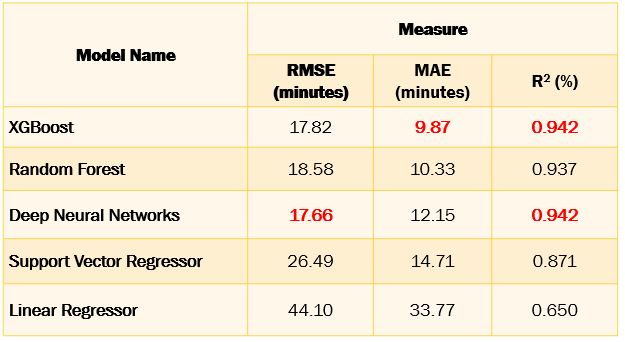 Model Name
Measure
RMSE (minutes)
MAE (minutes)
R² (%)
XGBoost 17.82 9.87 0.942
Random Forest 18.58 10.33 0.937
Deep Neural Networks 17.66 12.15 0.942
Support Vector Regressor 26.49 14.71 0.871
Linear Regressor 44.10 33.77 0.650